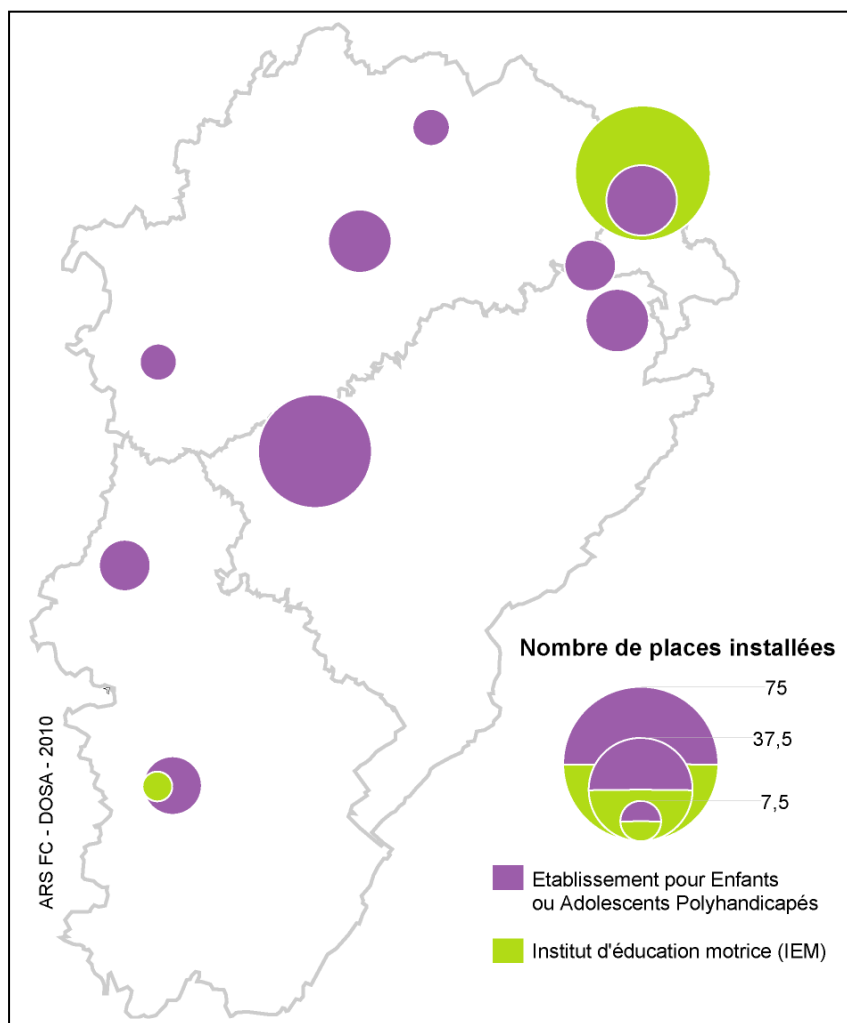 Nombre de places installées
75
37,5
7,5
ARS FC - DOSA - 2010
Etablissement pour Enfants
ou Adolescents Polyhandicapés
Institut d'éducation motrice (IEM)